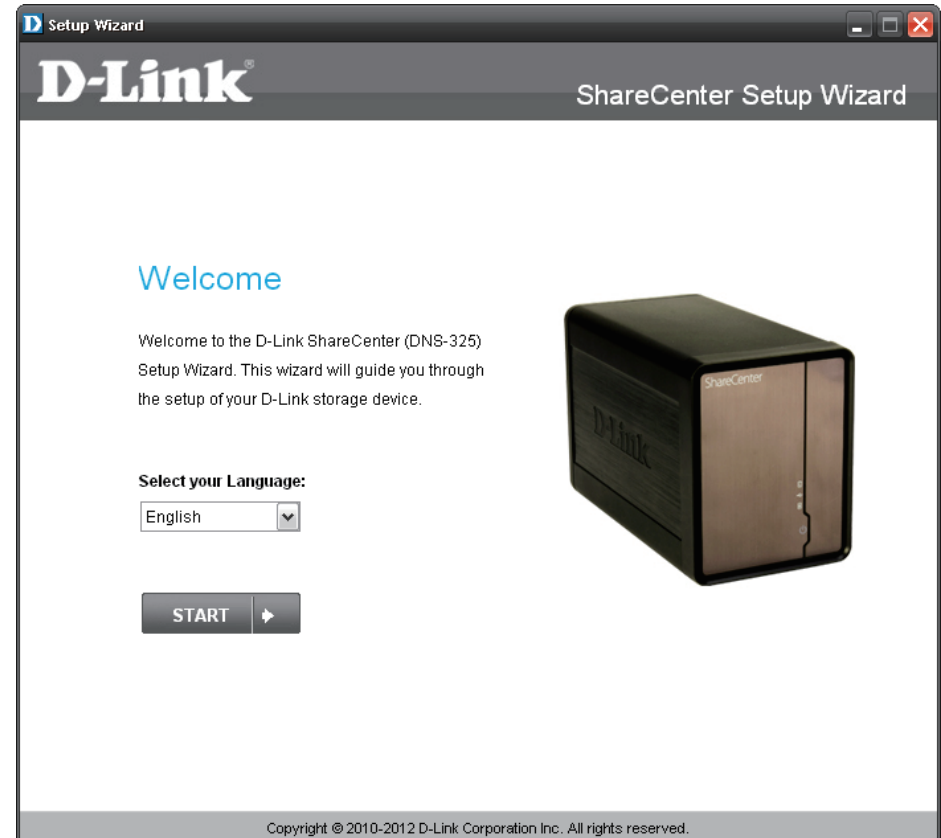 Setup Wizard
D-Link®
ShareCenter Setup Wizard
Welcome
Welcome to the D-Link ShareCenter (DNS-325)
Setup Wizard. This wizard will guide you through
the setup of your D-Link storage device.
ShareCenter
D-Link
Select your Language:
English
START
Copyright © 2010-2012 D-Link Corporation Inc. All rights reserved.